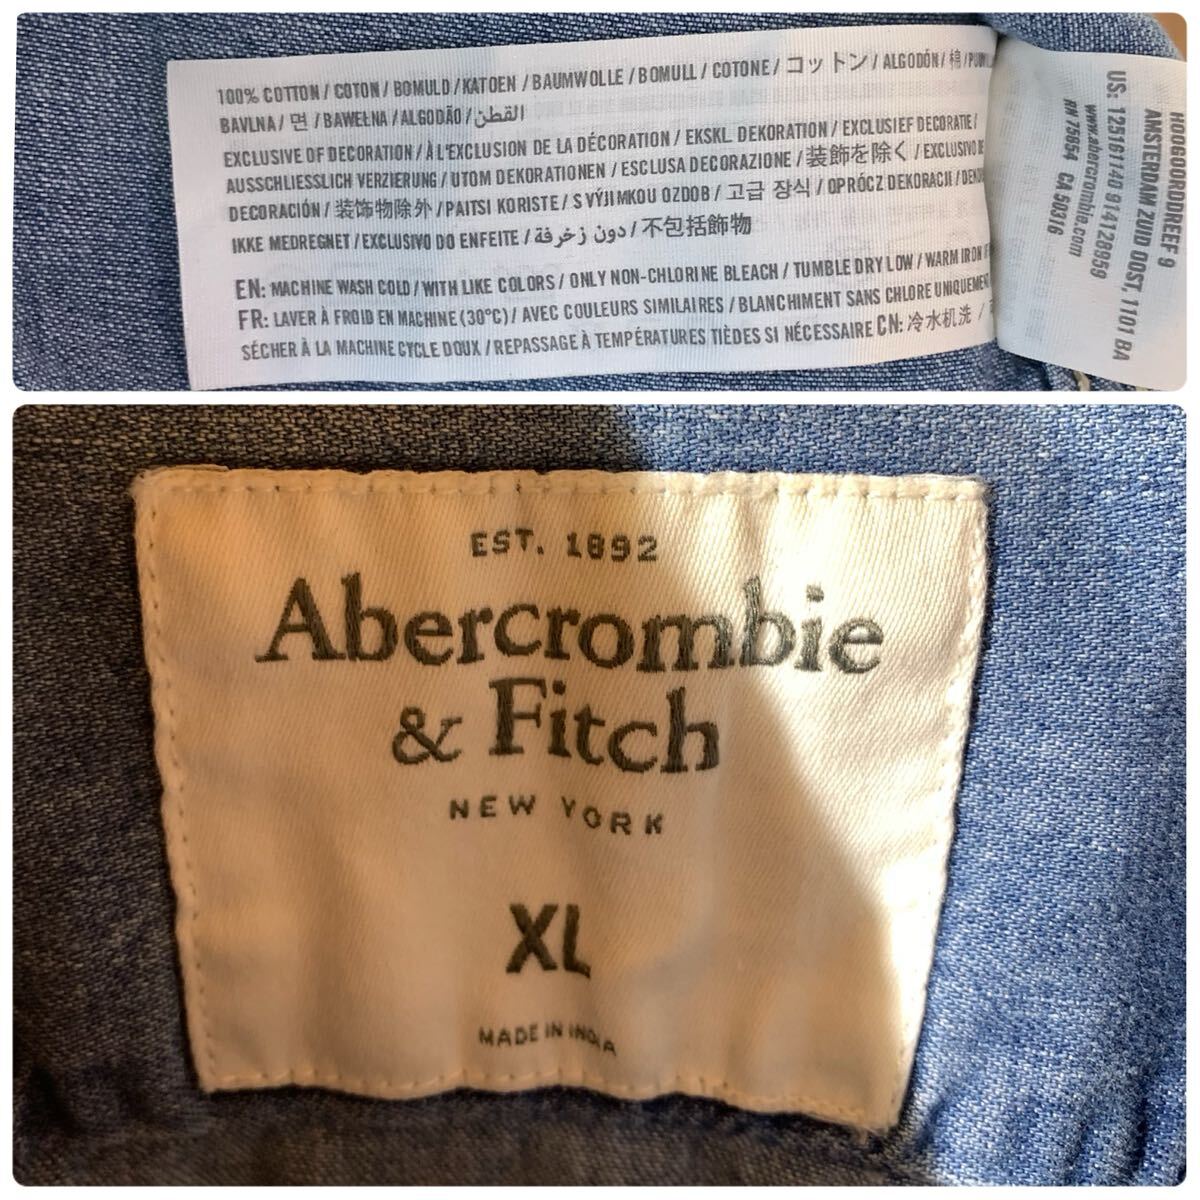 100% COTTON / COTON / BOMULD / KATOEN / BAUMWOLLE / BOMULL / COTONE / コットン / ALGODÓN / 棉 /
BAVLNA / 면 / BAWEŁNA / ALGODÃO / القطن
EXCLUSIVE OF DECORATION / À L'EXCLUSION DE LA DÉCORATION / EKSKL DEKORATION / EXCLUSIEF DECORATIE /
AUSSCHLIESSLICH VERZIERUNG / UTOM DEKORATIONEN / ESCLUSA DECORAZIONE / 装飾を除く / EXCLUSIVO DE
DECORACIÓN / 装饰物除外 / PAITSI KORISTE / S VÝJIMKOU OZDOB / 고급 장식 / OPRÓCZ DEKORACJI /
IKKE MEDREGNET / EXCLUSIVO DO ENFEITE / دون زخرفة / 不包括飾物
EN: MACHINE WASH COLD / WITH LIKE COLORS / ONLY NON-CHLORINE BLEACH / TUMBLE DRY LOW / WARM IRON
FR: LAVER À FROID EN MACHINE (30°C) / AVEC COULEURS SIMILAIRES / BLANCHIMENT SANS CHLORE UNIQUEMENT
SÉCHER À LA MACHINE CYCLE DOUX / REPASSAGE À TEMPÉRATURES TIÈDES SI NÉCESSAIRE CN: 冷水机洗 /
HOOGOORDDREEF 9
AMSTERDAM ZUID OOST, 1101 BA
US: 125161140 914128959
www.abercrombie.com
RN 75654 CA 50316
EST. 1892
Abercrombie
& Fitch
NEW YORK
XL
MADE IN INDIA